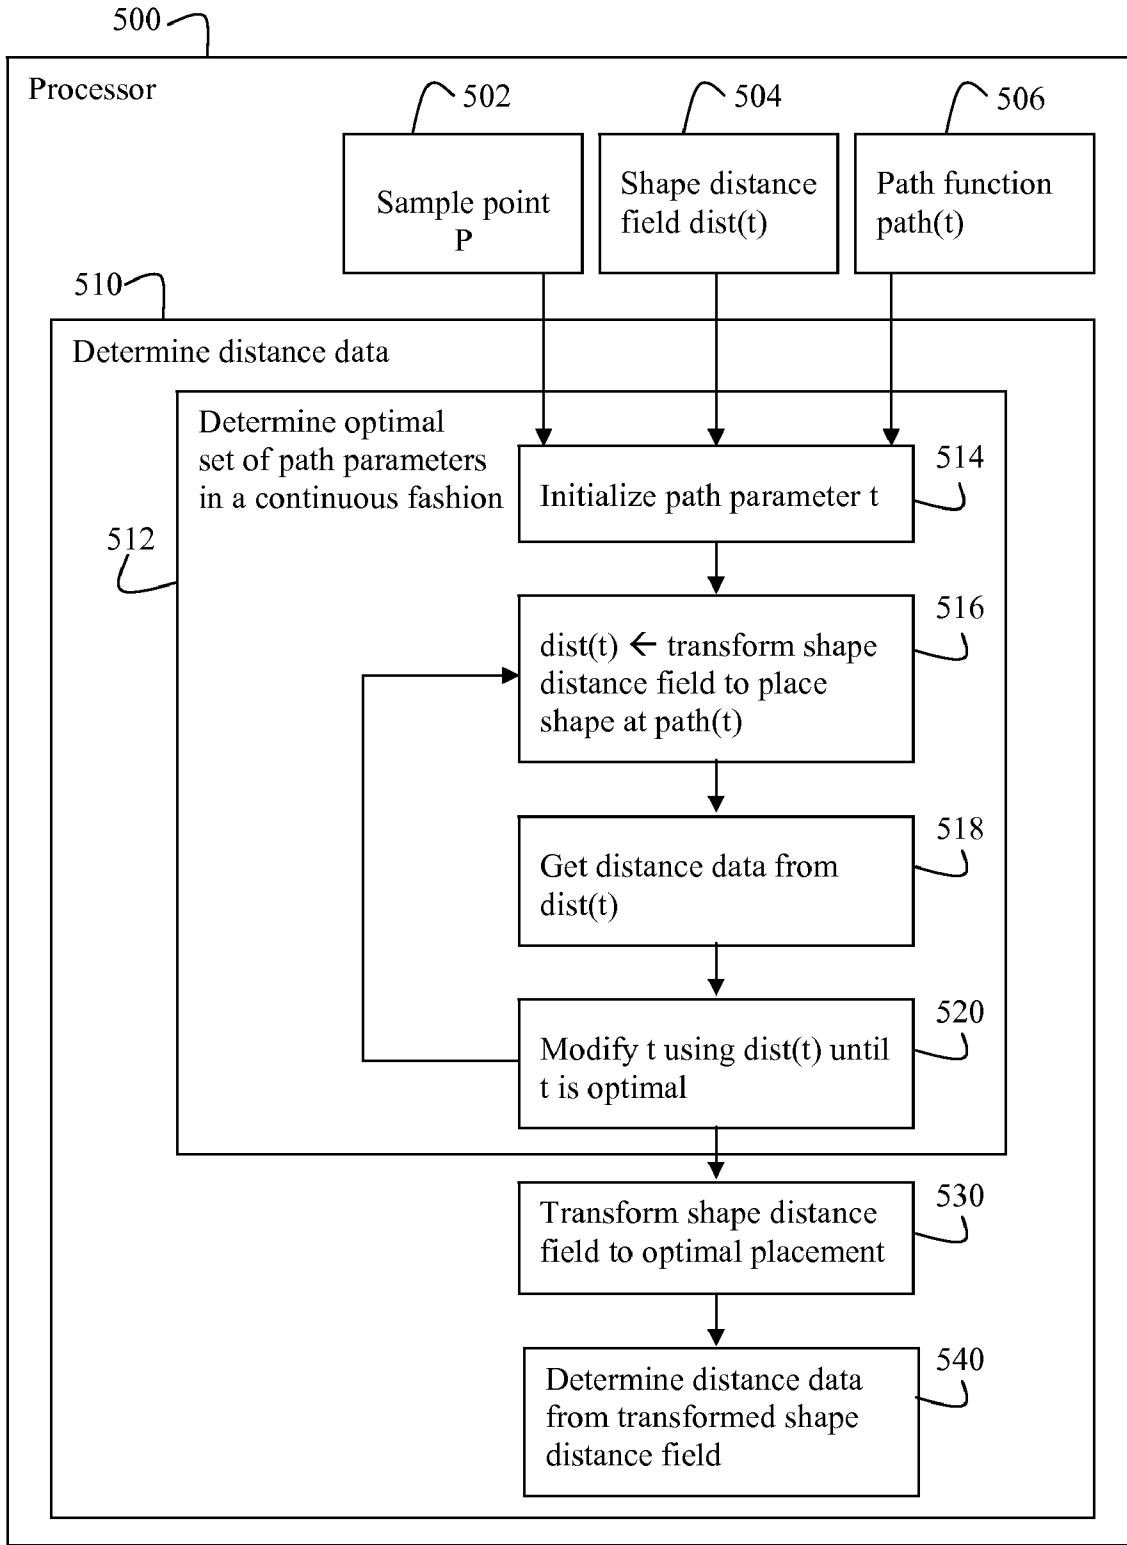 500
Processor
502
504
506
Sample point
P
Shape distance
field dist(t)
Path function
path(t)
510
Determine distance data
Determine optimal
set of path parameters
in a continuous fashion
512
514
Initialize path parameter t
516
dist(t) ← transform shape
distance field to place
shape at path(t)
518
Get distance data from
dist(t)
520
Modify t using dist(t) until
t is optimal
530
Transform shape distance
field to optimal placement
540
Determine distance data
from transformed shape
distance field